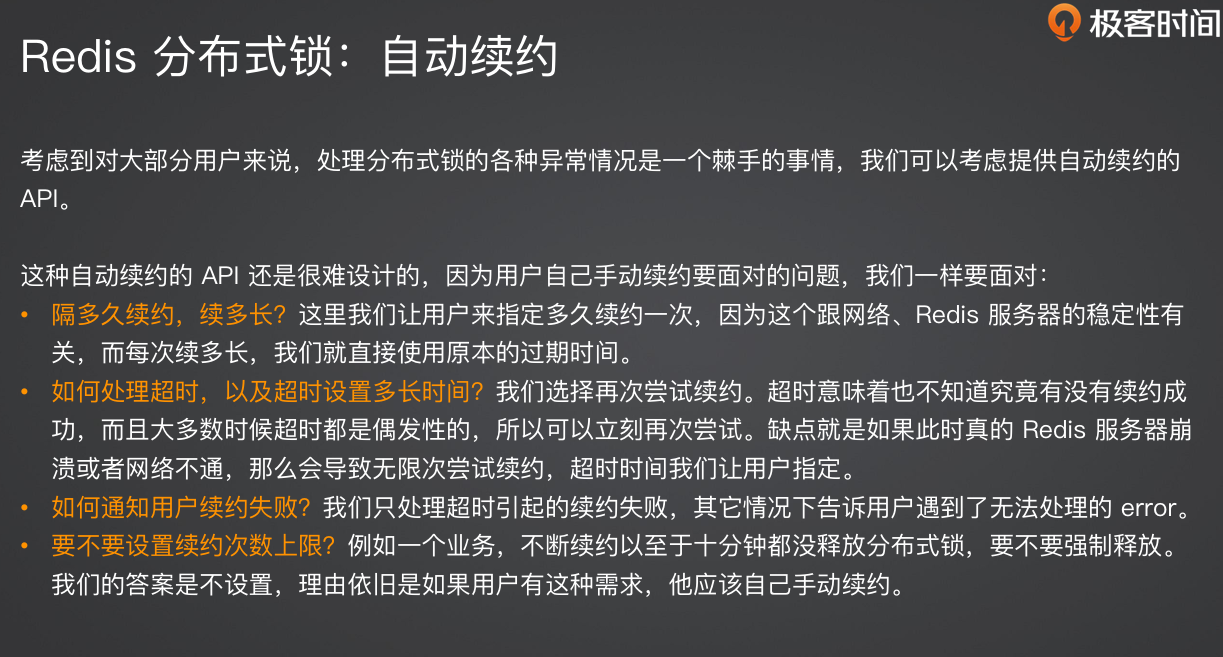 极客时间
Redis 分布式锁：自动续约
考虑到对大部分用户来说，处理分布式锁的各种异常情况是一个棘手的事情，我们可以考虑提供自动续约的
API。
这种自动续约的 API 还是很难设计的，因为用户自己手动续约要面对的问题，我们一样要面对：
• 隔多久续约，续多长？这里我们让用户来指定多久续约一次，因为这个跟网络、Redis 服务器的稳定性有
关，而每次续多长，我们就直接使用原本的过期时间。
• 如何处理超时，以及超时设置多长时间？我们选择再次尝试续约。超时意味着也不知道究竟有没有续约成
功，而且大多数时候超时都是偶发性的，所以可以立刻再次尝试。缺点就是如果此时真的 Redis 服务器崩
溃或者网络不通，那么会导致无限次尝试续约，超时时间我们让用户指定。
• 如何通知用户续约失败？我们只处理超时引起的续约失败，其它情况下告诉用户遇到了无法处理的 error。
• 要不要设置续约次数上限？例如一个业务，不断续约以至于十分钟都没释放分布式锁，要不要强制释放。
我们的答案是不设置，理由依旧是如果用户有这种需求，他应该自己手动续约。